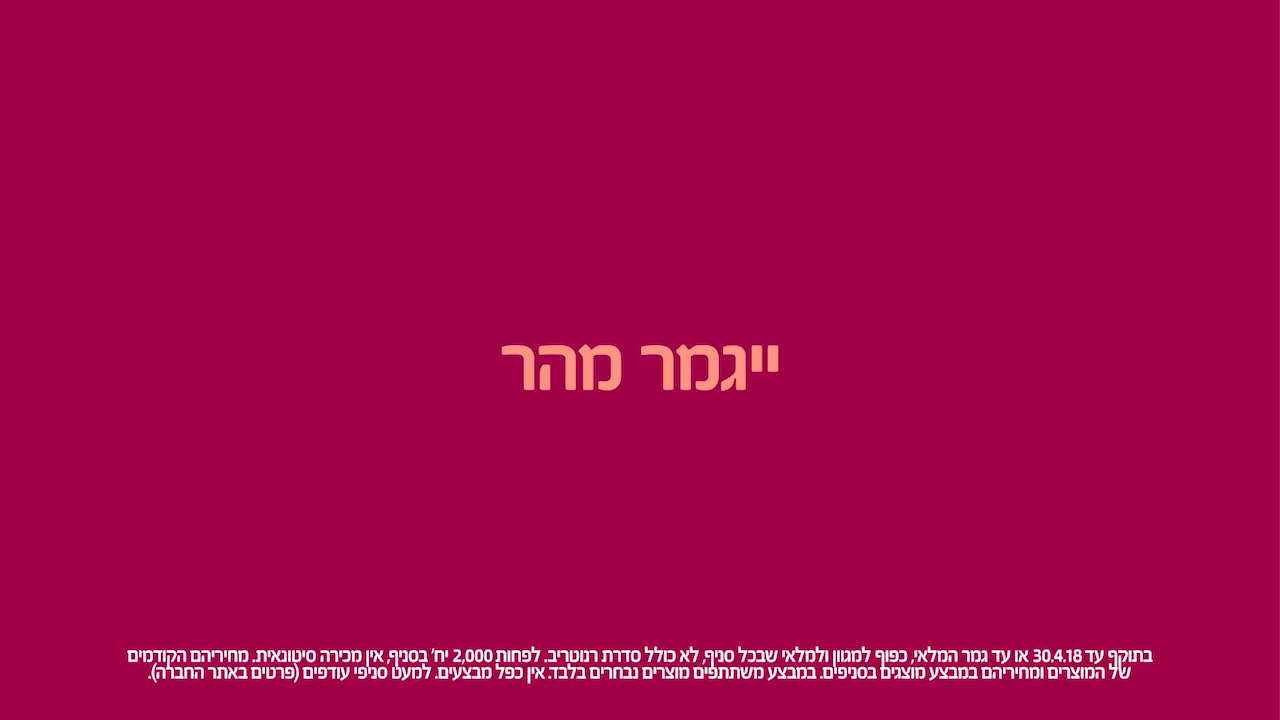 ייגמר מהר
בתוקף עד 30.4.18 או עד גמר המלאי, כפוף למגוון ולמלאי שבכל סניף, לא כולל סדרת רנוטריב. לפחות 2,000 יח' בסניף, אין מכירה סיטונאית. מחיריהם הקודמים
של המוצרים ומחיריהם במבצע מוצגים בסניפים. במבצע משתתפים מוצרים נבחרים בלבד. אין כפל מבצעים. למעט סניפי עודפים (פרטים באתר החברה).